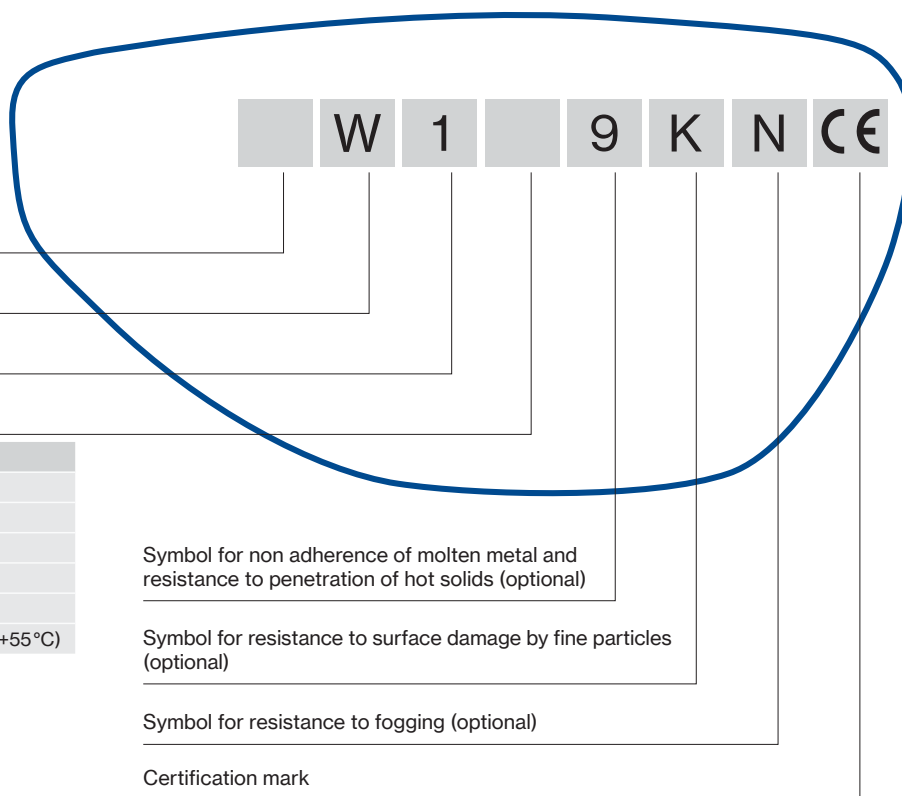 W 1 9 K N CE
+55°C)
Symbol for non adherence of molten metal and
resistance to penetration of hot solids (optional)
Symbol for resistance to surface damage by fine particles
(optional)
Symbol for resistance to fogging (optional)
Certification mark